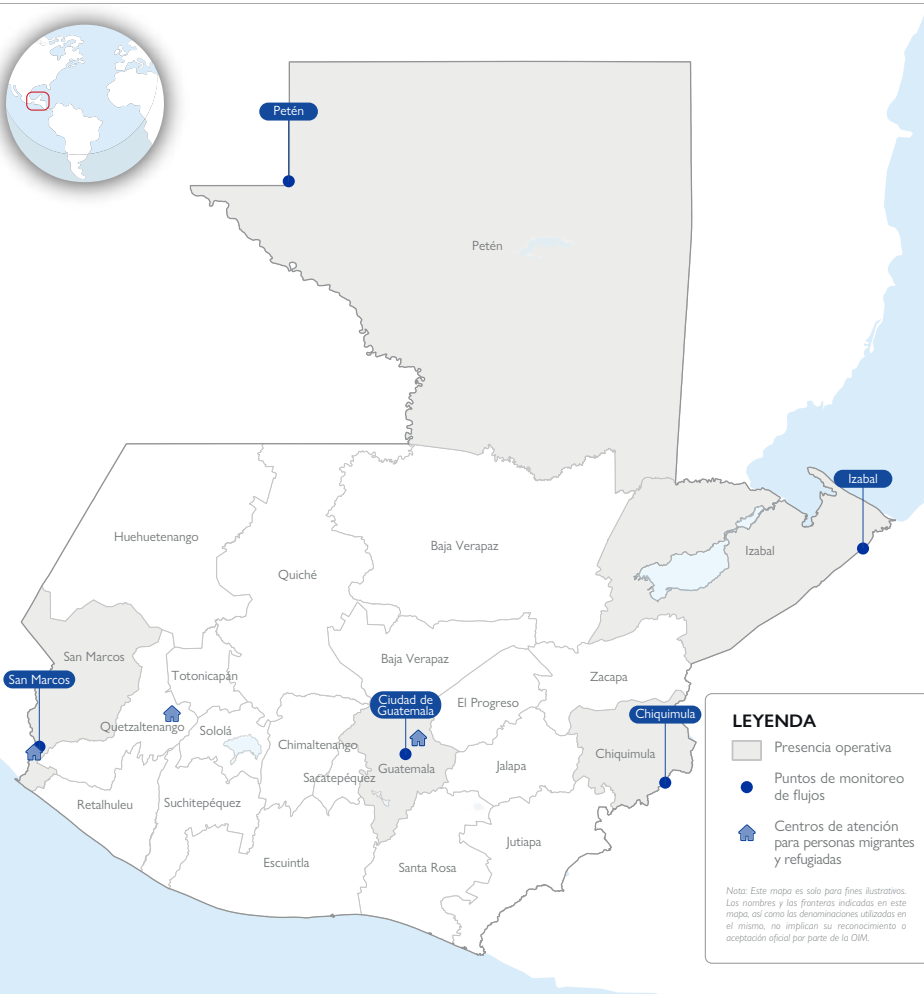 Petén
Petén
Izabal
Huehuetenango
Baja Verapaz
Izabal
Quiché
San Marcos
Baja Verapaz
San Marcos
Totonicapán
Zacapa
Ciudad de
Guatemala
El Progreso
Chiquimula
Quetzaltenango
Sololá
Chimaltenango
Chiquimula
Jalapa
Guatemala
Sacatepéquez
Retalhuleu
Suchitepéquez
Jutiapa
Escuintla
Santa Rosa
LEYENDA
Presencia operativa
Puntos de monitoreo
de flujos
Centros de atención
para personas migrantes
y refugiadas
Nota: Este mapa es solo para fines ilustrativos.
Los nombres y las fronteras indicadas en este
mapa, así como las denominaciones utilizadas en
el mismo, no implican su reconocimiento o
aceptación oficial por parte de la OIM.